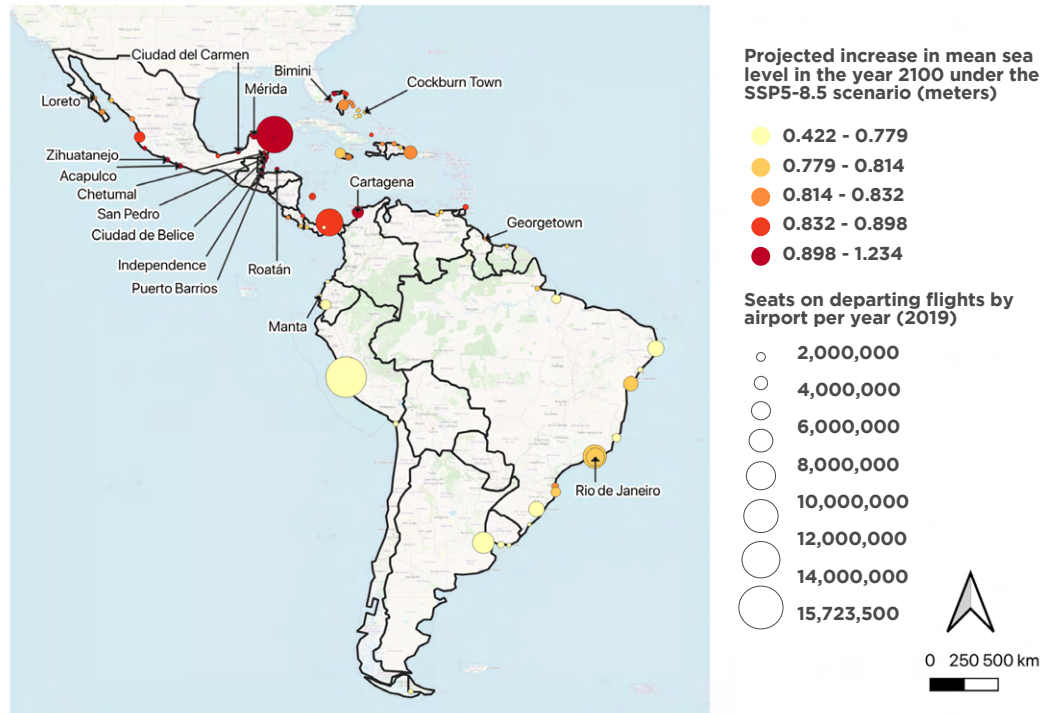 Ciudad del Carmen
Bimini
Cockburn Town
Mérida
Loreto
Zihuatanejo
Acapulco
Chetumal
San Pedro
Ciudad de Belice
Independence
Puerto Barrios
Roatán
Cartagena
Georgetown
Manta
Rio de Janeiro
Projected increase in mean sea
level in the year 2100 under the
SSP5-8.5 scenario (meters)
0.422 - 0.779
0.779 - 0.814
0.814 - 0.832
0.832 - 0.898
0.898 - 1.234
Seats on departing flights by
airport per year (2019)
2,000,000
4,000,000
6,000,000
8,000,000
10,000,000
12,000,000
14,000,000
15,723,500
0 250 500 km